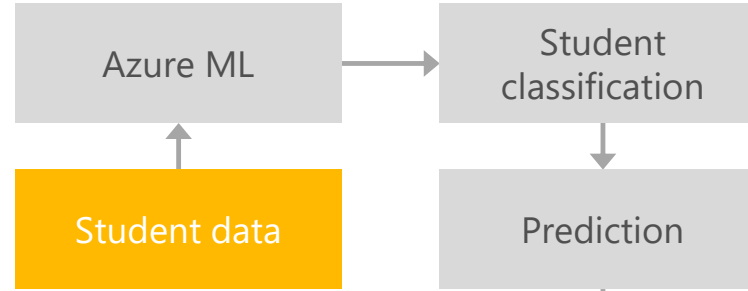 Azure ML
Student
classification
Student data
Prediction